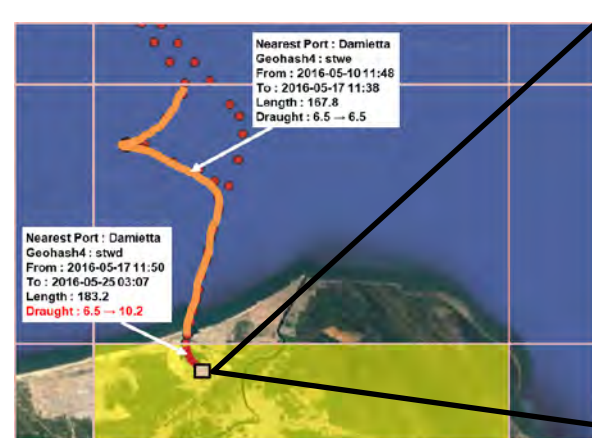 Nearest Port : Damietta
Geohash4 : stwe
From : 2016-05-10 11:48
To : 2016-05-17 11:38
Length : 167.8
Draught : 6.5 → 6.5
Nearest Port : Damietta
Geohash4 : stwd
From : 2016-05-17 11:50
To : 2016-05-25 03:07
Length : 183.2
Draught : 6.5 → 10.2